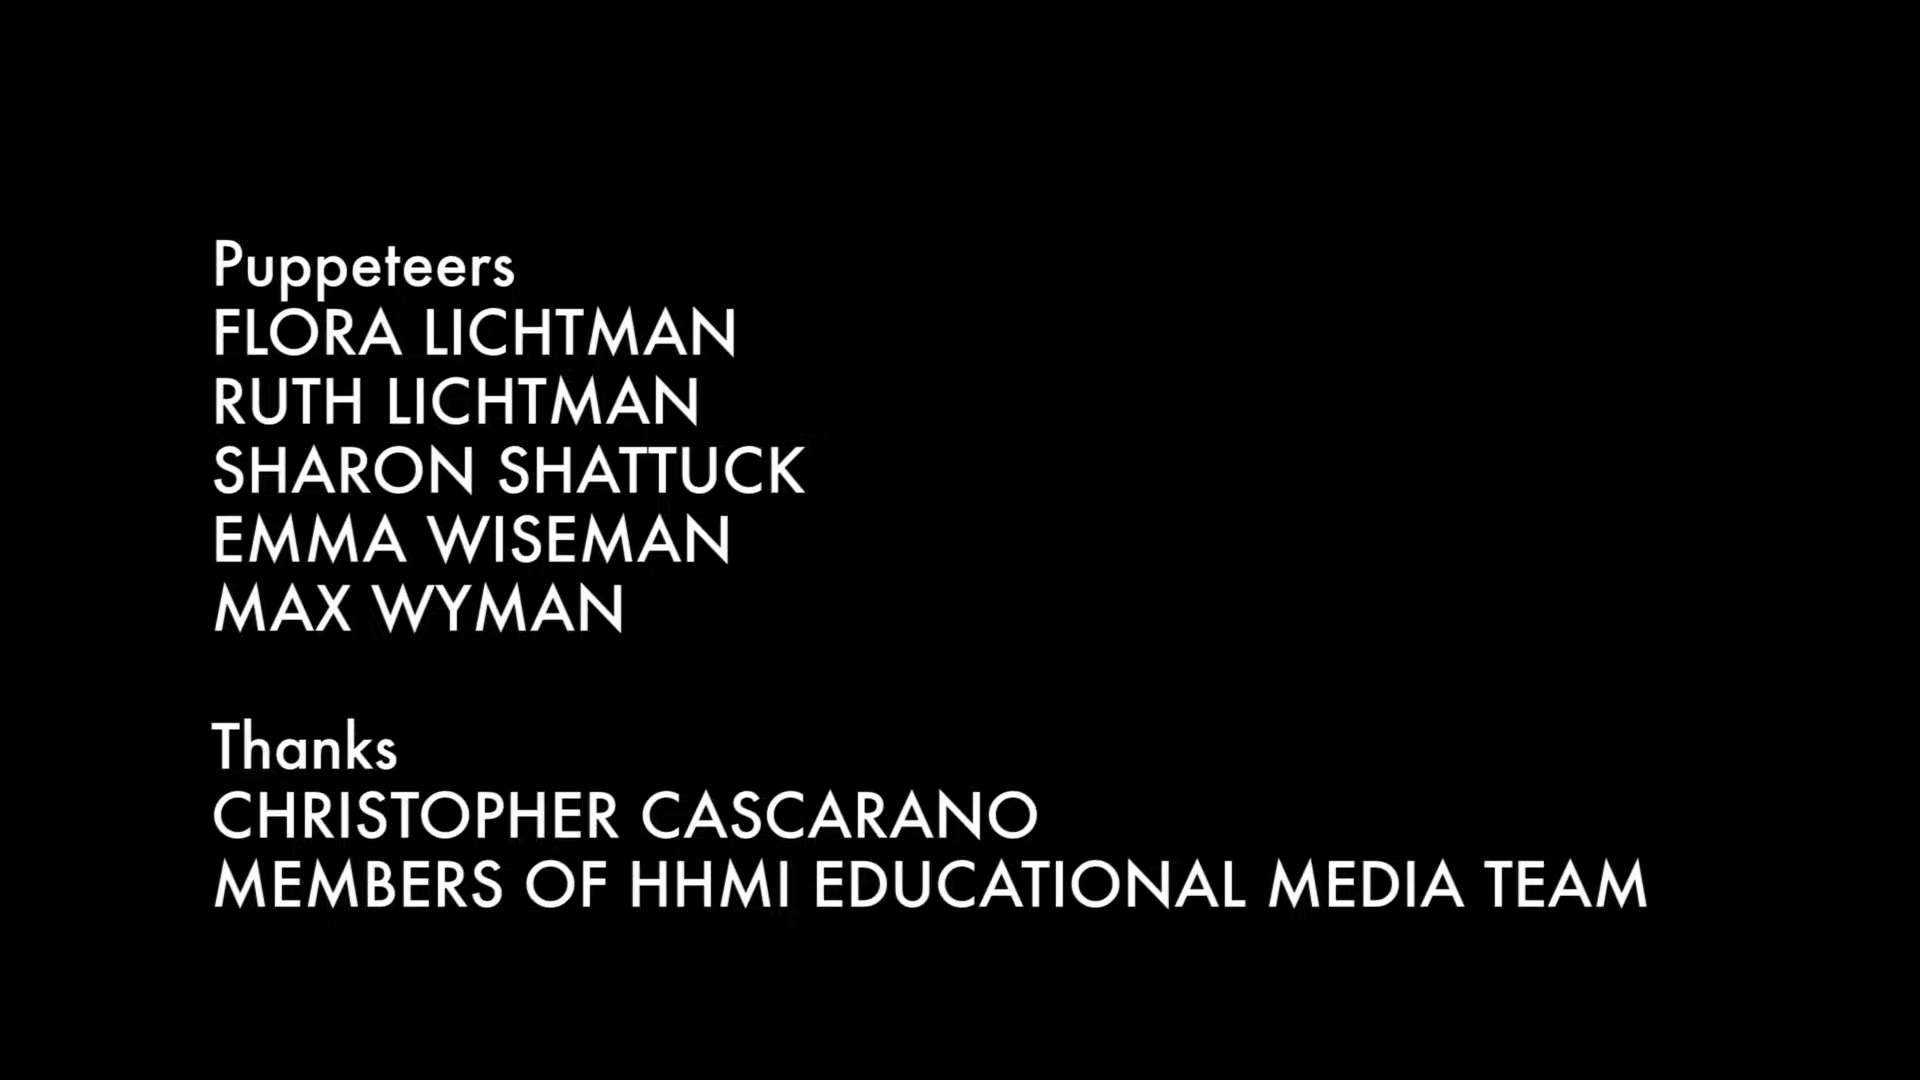 Puppeteers
FLORA LICHTMAN
RUTH LICHTMAN
SHARON SHATTUCK
EMMA WISEMAN
MAX WYMAN
Thanks
CHRISTOPHER CASCARANO
MEMBERS OF HHMI EDUCATIONAL MEDIA TEAM